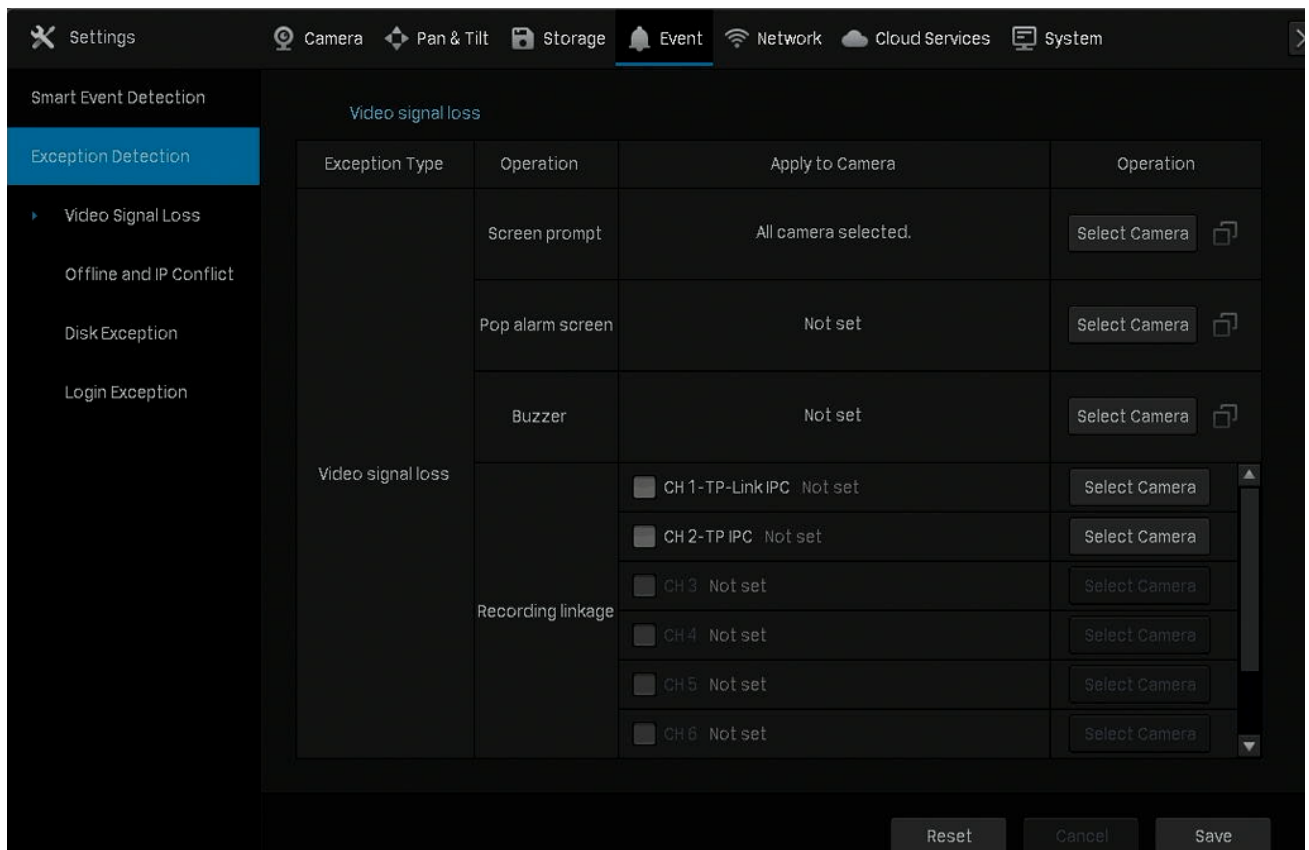 Settings
Camera Pan & Tilt Storage Event Network Cloud Services System
Smart Event Detection
Exception Detection
Video Signal Loss
Offline and IP Conflict
Disk Exception
Login Exception
Video signal loss
Exception Type Operation Apply to Camera Operation
Video signal loss
Screen prompt All camera selected. Select Camera
Pop alarm screen Not set Select Camera
Buzzer Not set Select Camera
Recording linkage
CH 1-TP-Link IPC Not set Select Camera
CH 2-TP IPC Not set Select Camera
CH 3 Not set Select Camera
CH 4 Not set Select Camera
CH 5 Not set Select Camera
CH 6 Not set Select Camera
Reset Cancel Save